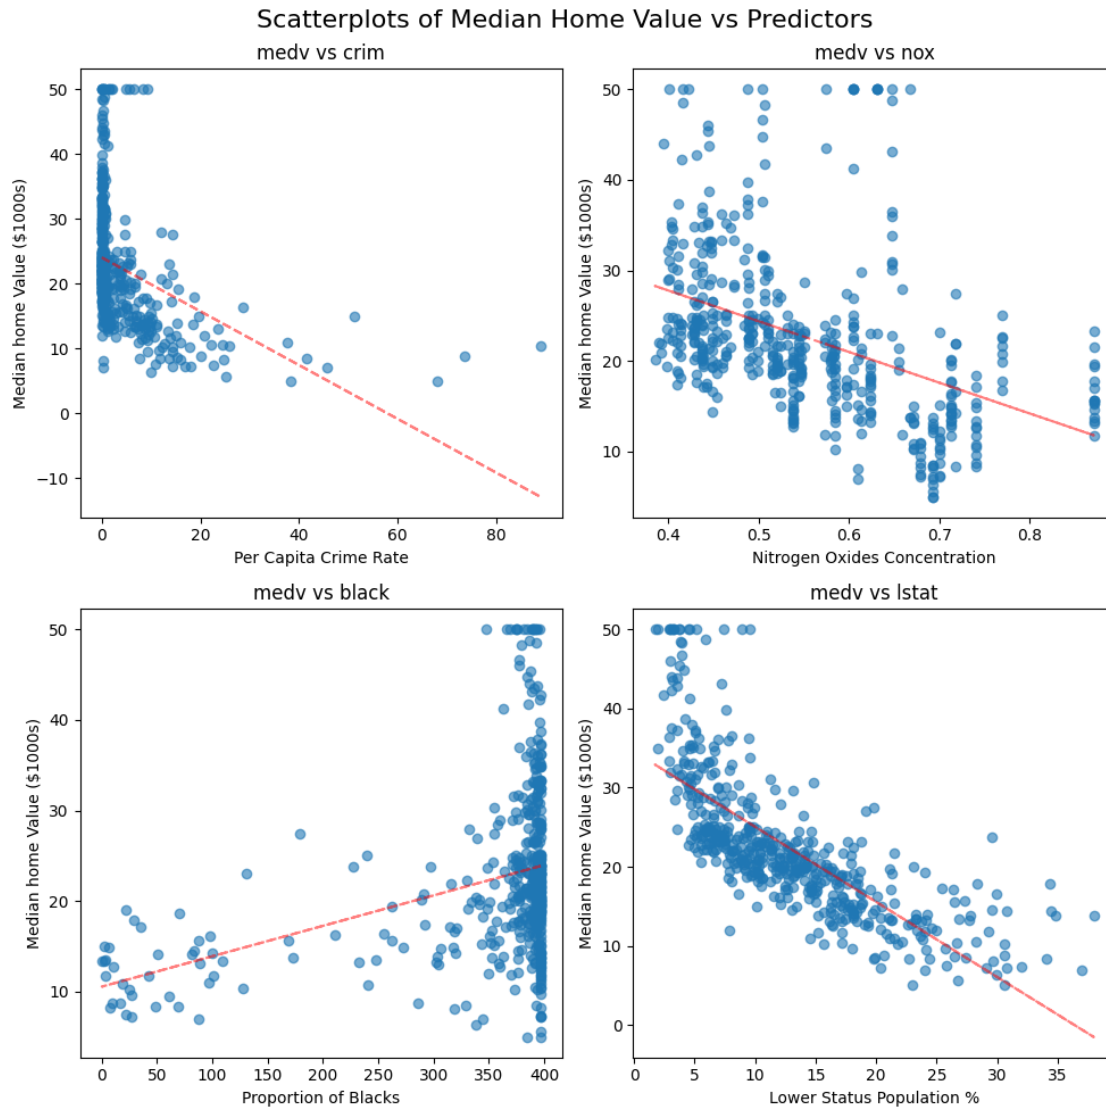 Scatterplots of Median Home Value vs Predictors
medv vs crim
50
40
30
20
10
0
−10
Median home Value ($1000s)
0 20 40 60 80
Per Capita Crime Rate
medv vs nox
50
40
30
20
10
Median home Value ($1000s)
0.4 0.5 0.6 0.7 0.8
Nitrogen Oxides Concentration
medv vs black
50
40
30
20
10
Median home Value ($1000s)
0 50 100 150 200 250 300 350 400
Proportion of Blacks
medv vs lstat
50
40
30
20
10
0
Median home Value ($1000s)
0 5 10 15 20 25 30 35
Lower Status Population %